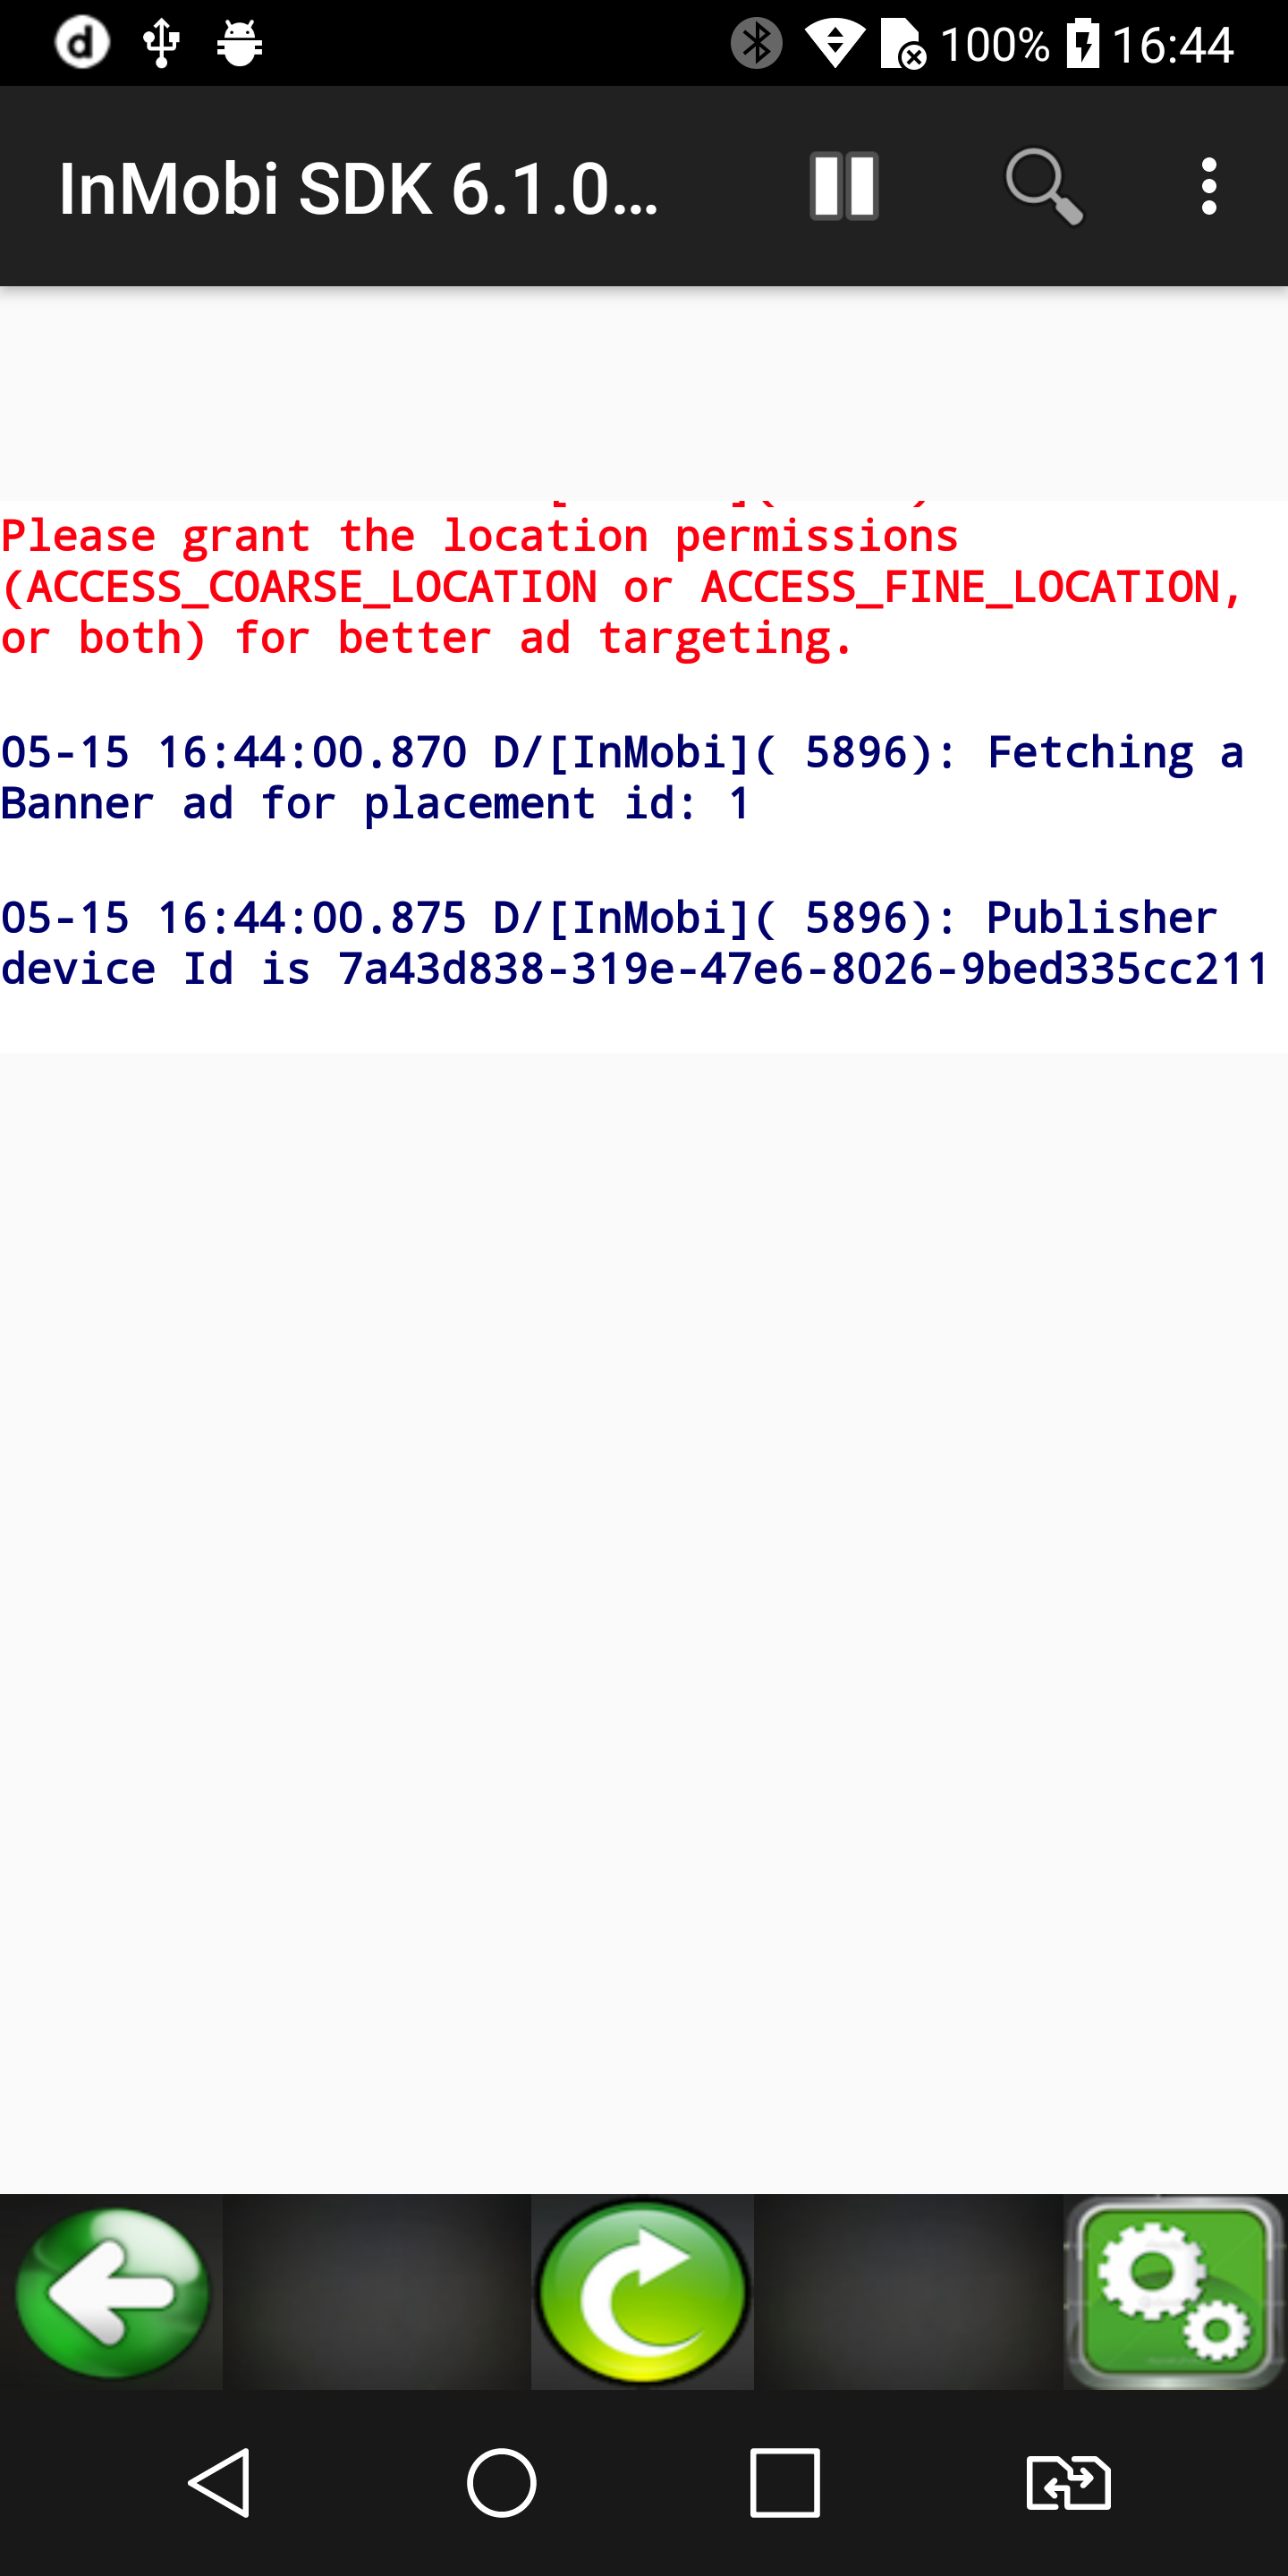 100% 16:44
InMobi SDK 6.1.0...
Please grant the location permissions
(ACCESS_COARSE_LOCATION or ACCESS_FINE_LOCATION,
or both) for better ad targeting.
05-15 16:44:00.870 D/[InMobi]( 5896): Fetching a
Banner ad for placement id: 1
05-15 16:44:00.875 D/[InMobi]( 5896): Publisher
device Id is 7a43d838-319e-47e6-8026-9bed335cc211